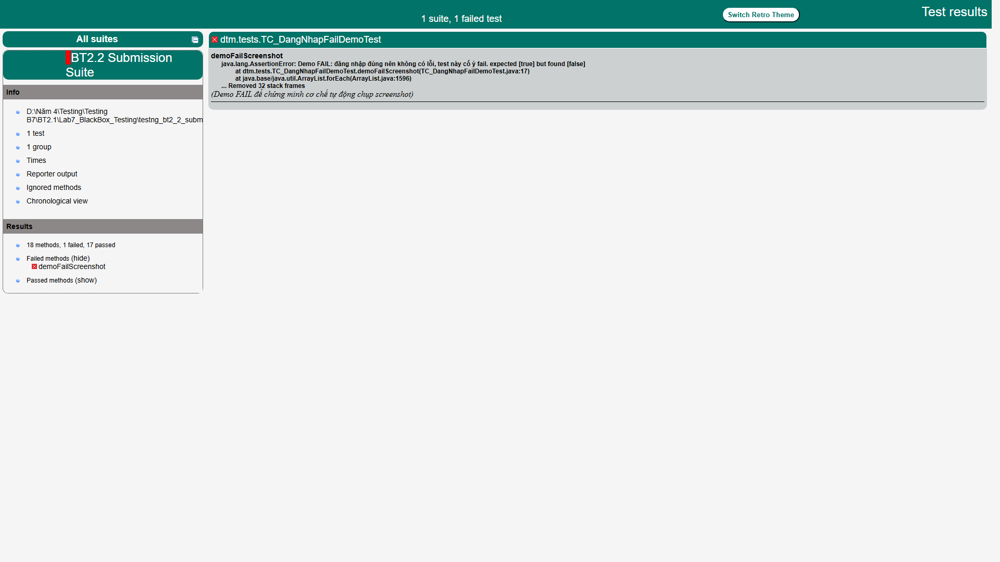 1 suite, 1 failed test
Switch Retro Theme
Test results
All suites
BT2.2 Submission
Suite
Info
D:\Năm 4\Testing\Testing
B7\BT2.1\Lab7_BlackBox_Testing\testng_bt2_2_subm
1 test
1 group
Times
Reporter output
Ignored methods
Chronological view
Results
18 methods, 1 failed, 17 passed
Failed methods (hide)
demoFailScreenshot
Passed methods (show)
dtm.tests.TC_DangNhapFailDemoTest
demoFailScreenshot
java.lang.AssertionError: Demo FAIL: đăng nhập đúng nên không có lỗi, test này cố ý fail. expected [true] but found [false]
at dtm.tests.TC_DangNhapFailDemoTest.demoFailScreenshot(TC_DangNhapFailDemoTest.java:17)
at java.base/java.util.ArrayList.forEach(ArrayList.java:1596)
... Removed 32 stack frames
(Demo FAIL để chứng minh cơ chế tự động chụp screenshot)